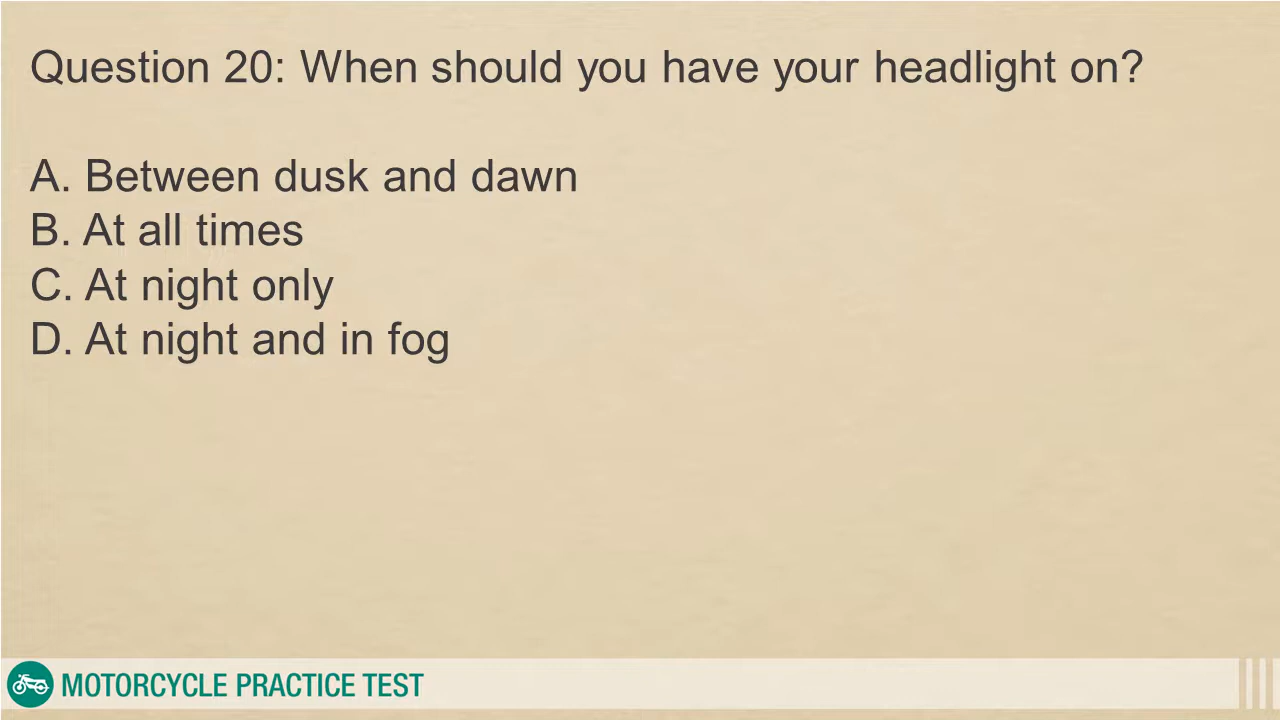 Question 20: When should you have your headlight on?
A. Between dusk and dawn
B. At all times
C. At night only
D. At night and in fog
MOTORCYCLE PRACTICE TEST